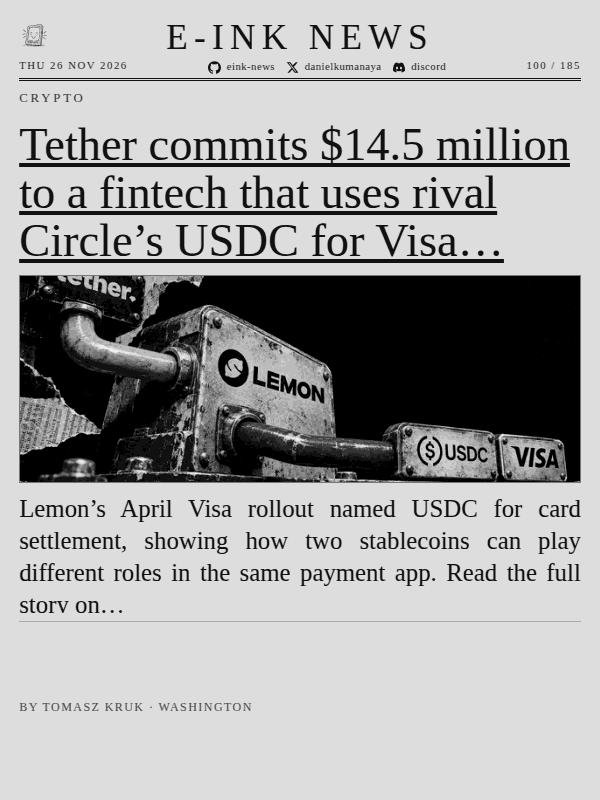 E-INK NEWS
THU 26 NOV 2026
eink-news danielkumanaya discord
100 / 185
CRYPTO
Tether commits $14.5 million
to a fintech that uses rival
Circle’s USDC for Visa…
tether.
LEMON
USDC
VISA
Lemon’s April Visa rollout named USDC for card
settlement, showing how two stablecoins can play
different roles in the same payment app. Read the full
story on…
BY TOMASZ KRUK · WASHINGTON